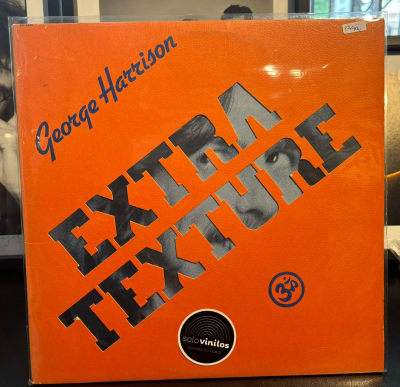 George Harrison
EXTRA
TEXTURE
ॐ
solovinilos